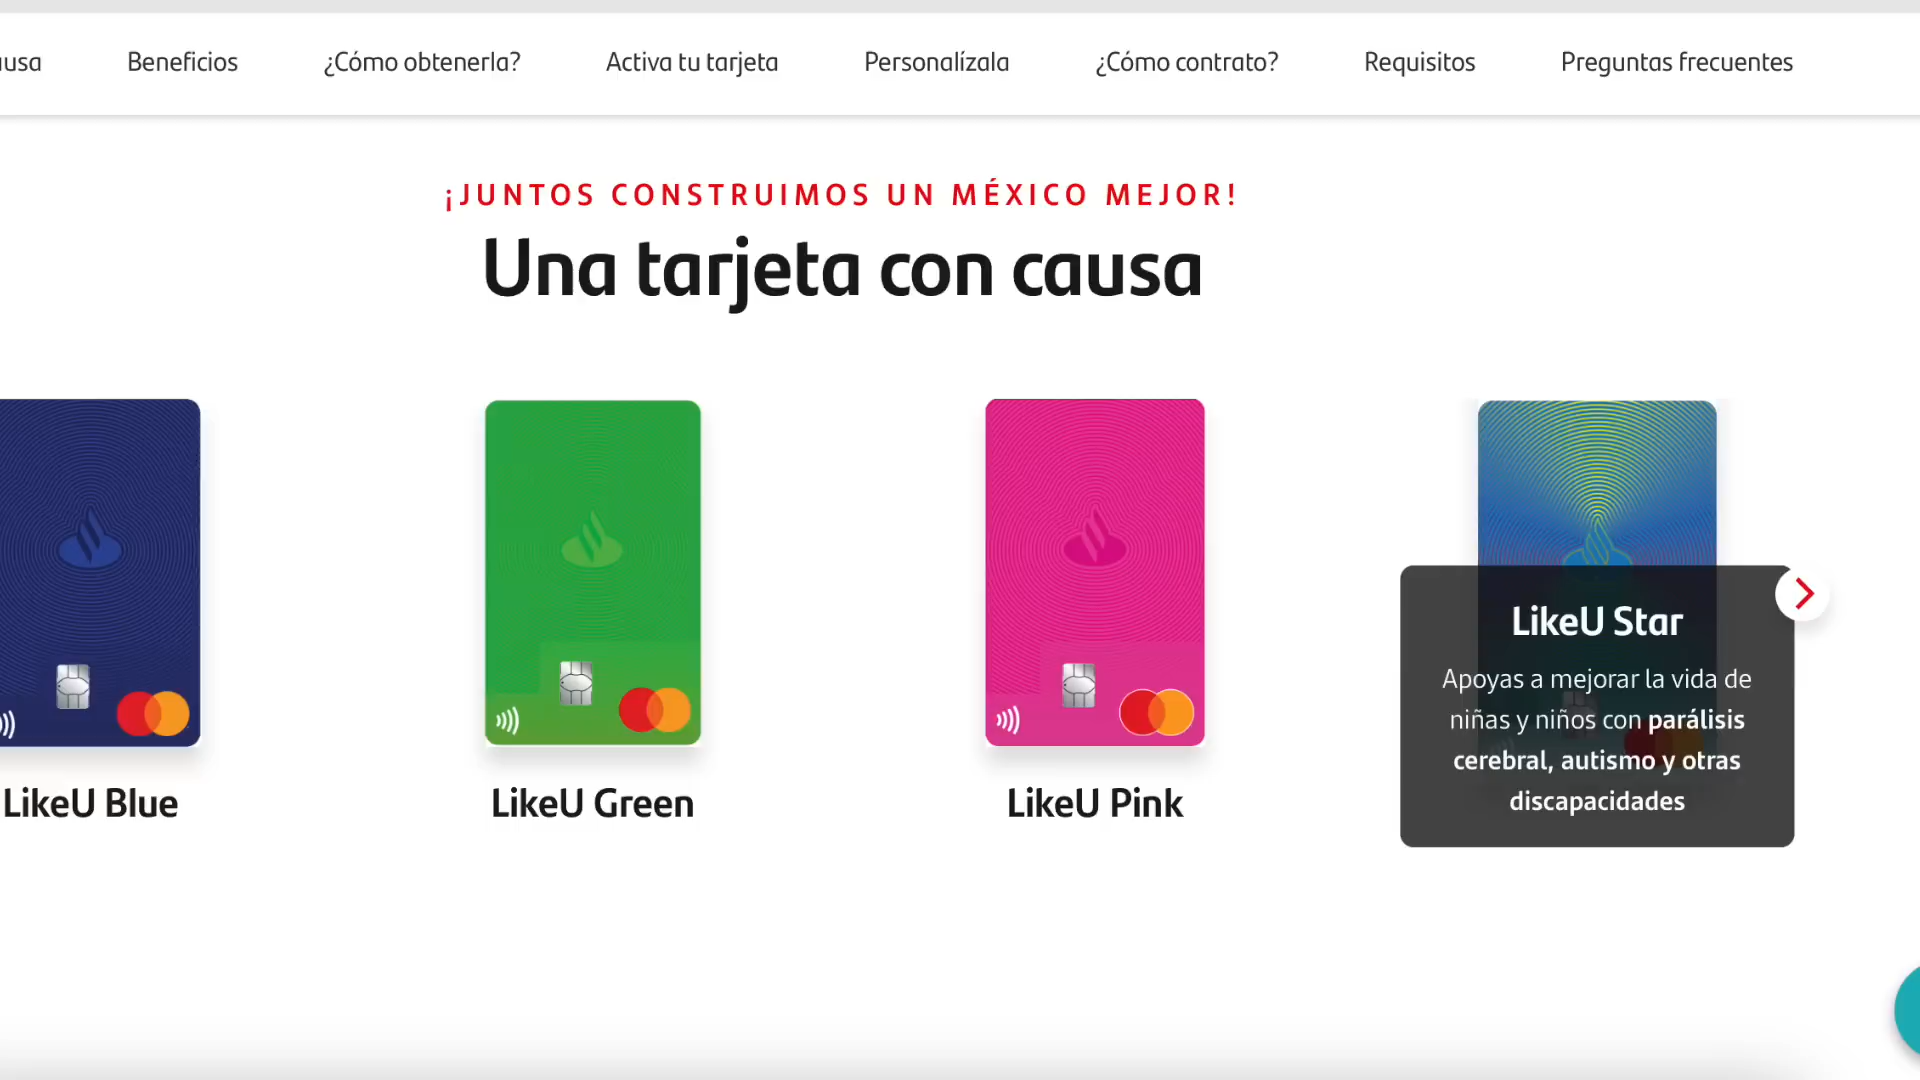 usa
Beneficios
¿Cómo obtenerla?
Activa tu tarjeta
Personalízala
¿Cómo contrato?
Requisitos
Preguntas frecuentes
¡JUNTOS CONSTRUIMOS UN MÉXICO MEJOR!
Una tarjeta con causa
LikeU Blue
LikeU Green
LikeU Pink
LikeU Star
Apoyas a mejorar la vida de
niñas y niños con parálisis
cerebral, autismo y otras
discapacidades